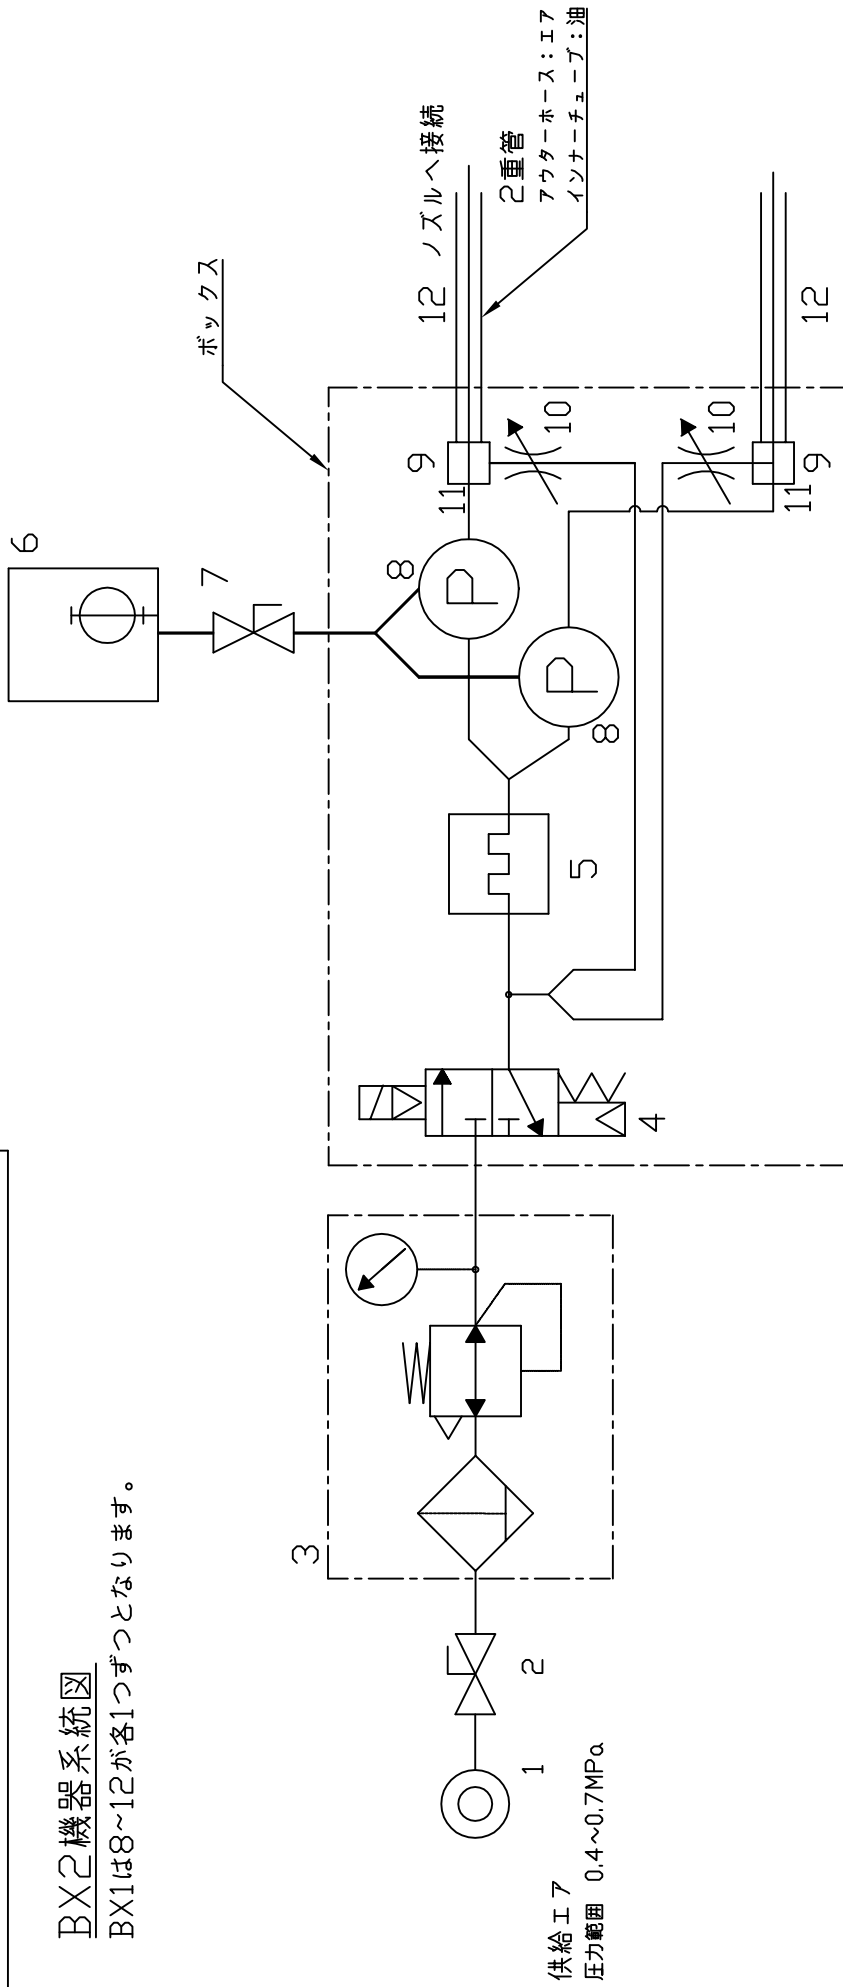 BX2機器系統図
BX1は8~12が各1つずつとなります。
供給エア
圧力範囲 0.4~0.7MPa
1
2
3
4
5
6
7
8
8
9
10
11
12
ノズルへ接続
ボックス
2重管
アウターホース:エア
インナーチューブ:油
10
9
11
12
P
P